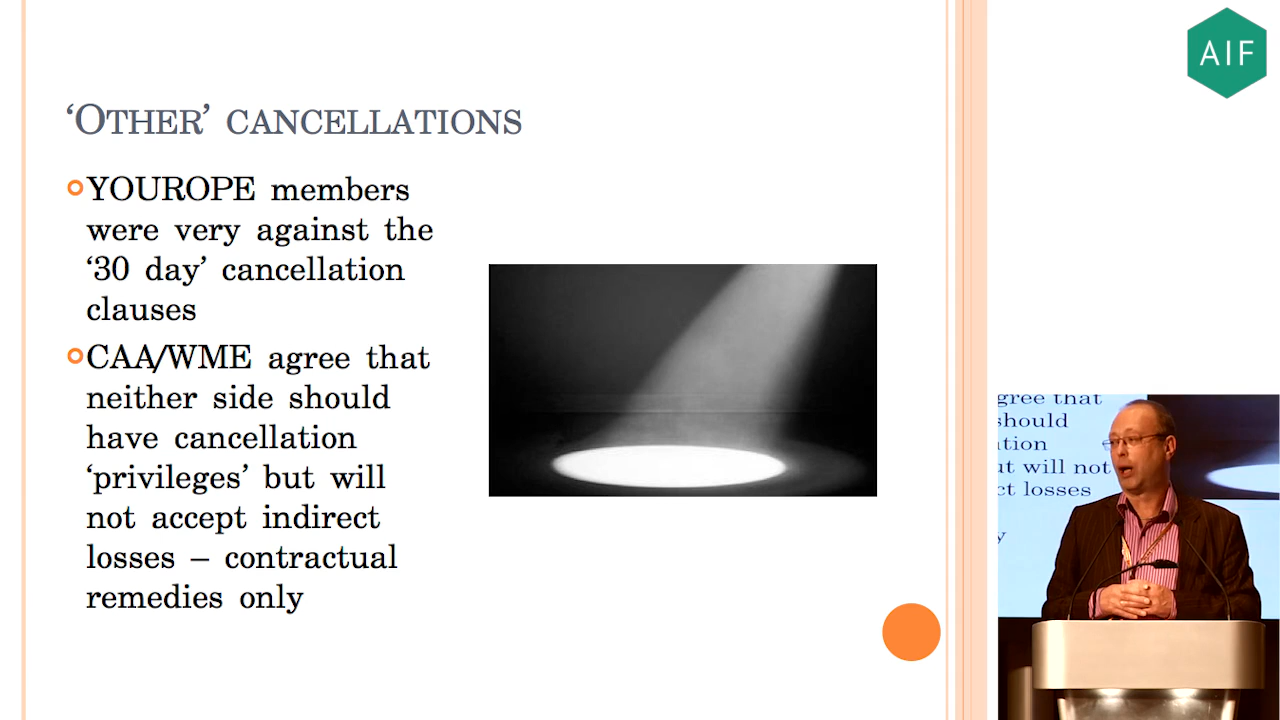 AIF
‘OTHER’ CANCELLATIONS
YOUROPE members
were very against the
‘30 day’ cancellation
clauses
CAA/WME agree that
neither side should
have cancellation
‘privileges’ but will
not accept indirect
losses – contractual
remedies only
gree that
should
tion
ut will not
ct losses
y